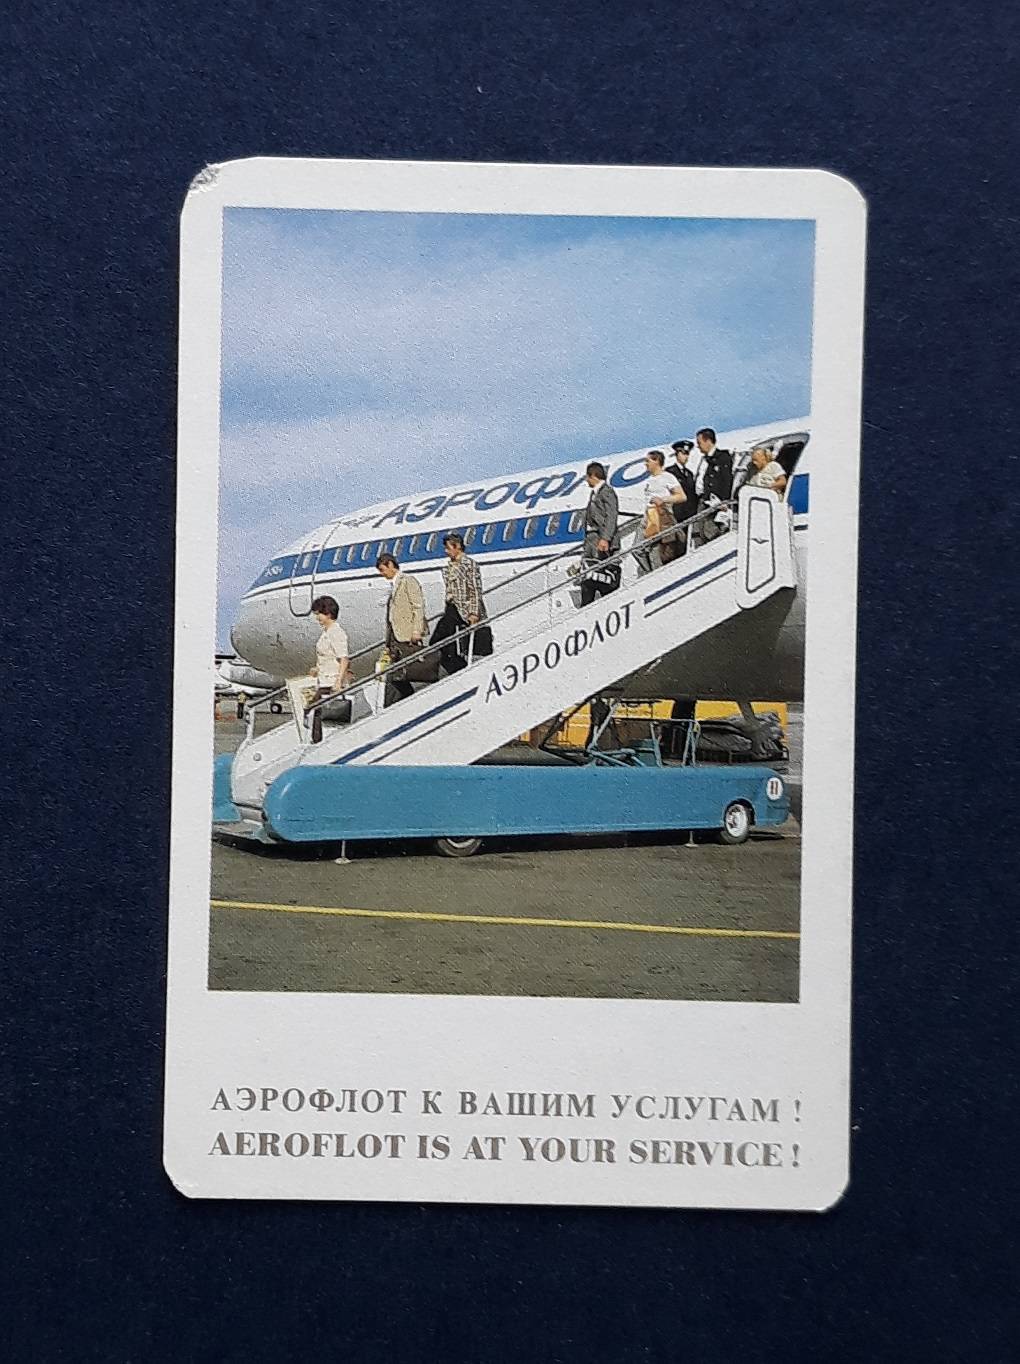 АЭРОФЛОТ
АЭРОФЛОТ
АЭРОФЛОТ К ВАШИМ УСЛУГАМ !
AEROFLOT IS AT YOUR SERVICE !